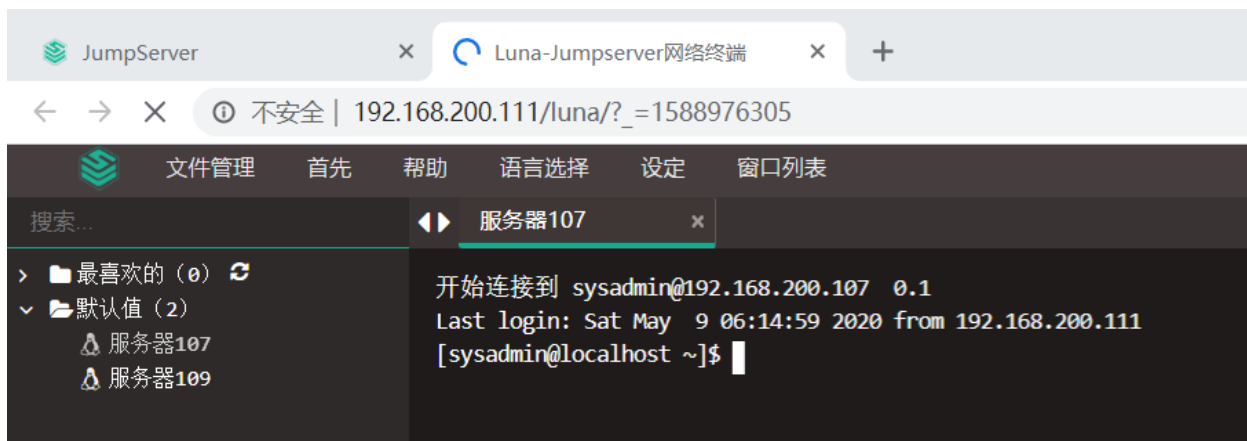 JumpServer
Luna-Jumpserver网络终端
不安全 | 192.168.200.111/luna/?_=1588976305
文件管理 首先 帮助 语言选择 设定 窗口列表
搜索...
服务器107
最喜欢的（0）
默认值（2）
服务器107
服务器109
开始连接到 sysadmin@192.168.200.107 0.1
Last login: Sat May  9 06:14:59 2020 from 192.168.200.111
[sysadmin@localhost ~]$